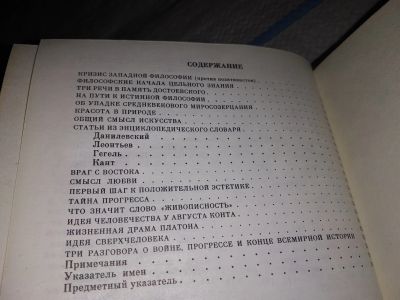 СОДЕРЖАНИЕ
КРИЗИС ЗАПАДНОЙ ФИЛОСОФИИ (против позитивистов)
ФИЛОСОФСКИЕ НАЧАЛА ЦЕЛЬНОГО ЗНАНИЯ
ТРИ РЕЧИ В ПАМЯТЬ ДОСТОЕВСКОГО
НА ПУТИ К ИСТИННОЙ ФИЛОСОФИИ
ОБ УПАДКЕ СРЕДНЕВЕКОВОГО МИРОСОЗЕРЦАНИЯ
КРАСОТА В ПРИРОДЕ
ОБЩИЙ СМЫСЛ ИСКУССТВА
СТАТЬИ ИЗ ЭНЦИКЛОПЕДИЧЕСКОГО СЛОВАРЯ
Данилевский
Леонтьев
Гегель
Кант
ВРАГ С ВОСТОКА
СМЫСЛ ЛЮБВИ
ПЕРВЫЙ ШАГ К ПОЛОЖИТЕЛЬНОЙ ЭСТЕТИКЕ
ТАЙНА ПРОГРЕССА
ЧТО ЗНАЧИТ СЛОВО «ЖИВОПИСНОСТЬ»
ИДЕЯ ЧЕЛОВЕЧЕСТВА У АВГУСТА КОНТА
ЖИЗНЕННАЯ ДРАМА ПЛАТОНА
ИДЕЯ СВЕРХЧЕЛОВЕКА
ТРИ РАЗГОВОРА О ВОЙНЕ, ПРОГРЕССЕ И КОНЦЕ ВСЕМИРНОЙ ИСТОРИИ
Примечания
Указатель имен
Предметный указатель